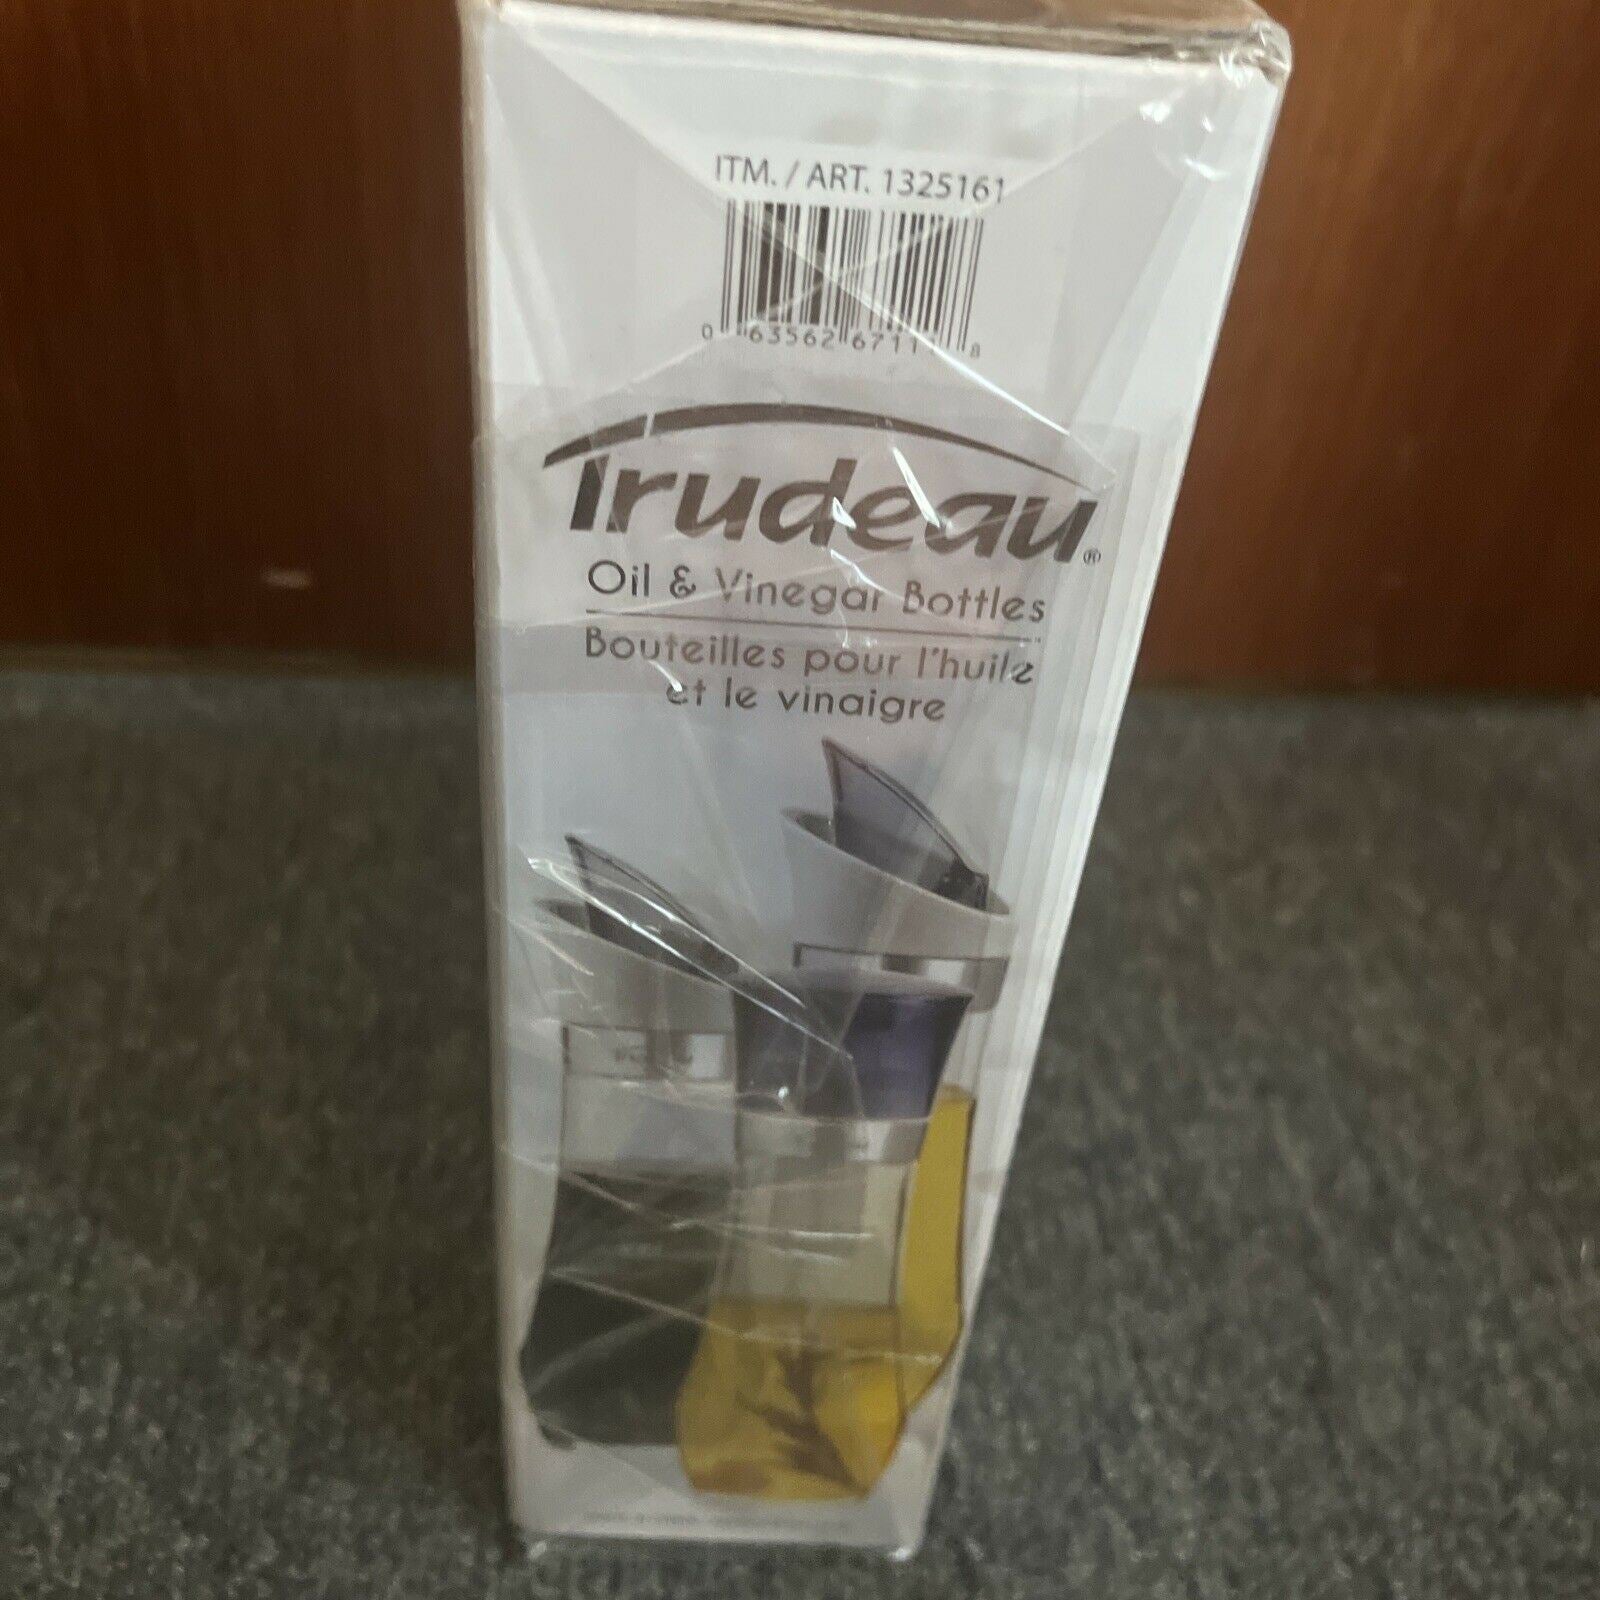 ITM. / ART. 1325161
0 63562 67111 8
Trudeau®
Oil & Vinegar Bottles
Bouteilles pour l'huile
et le vinaigre